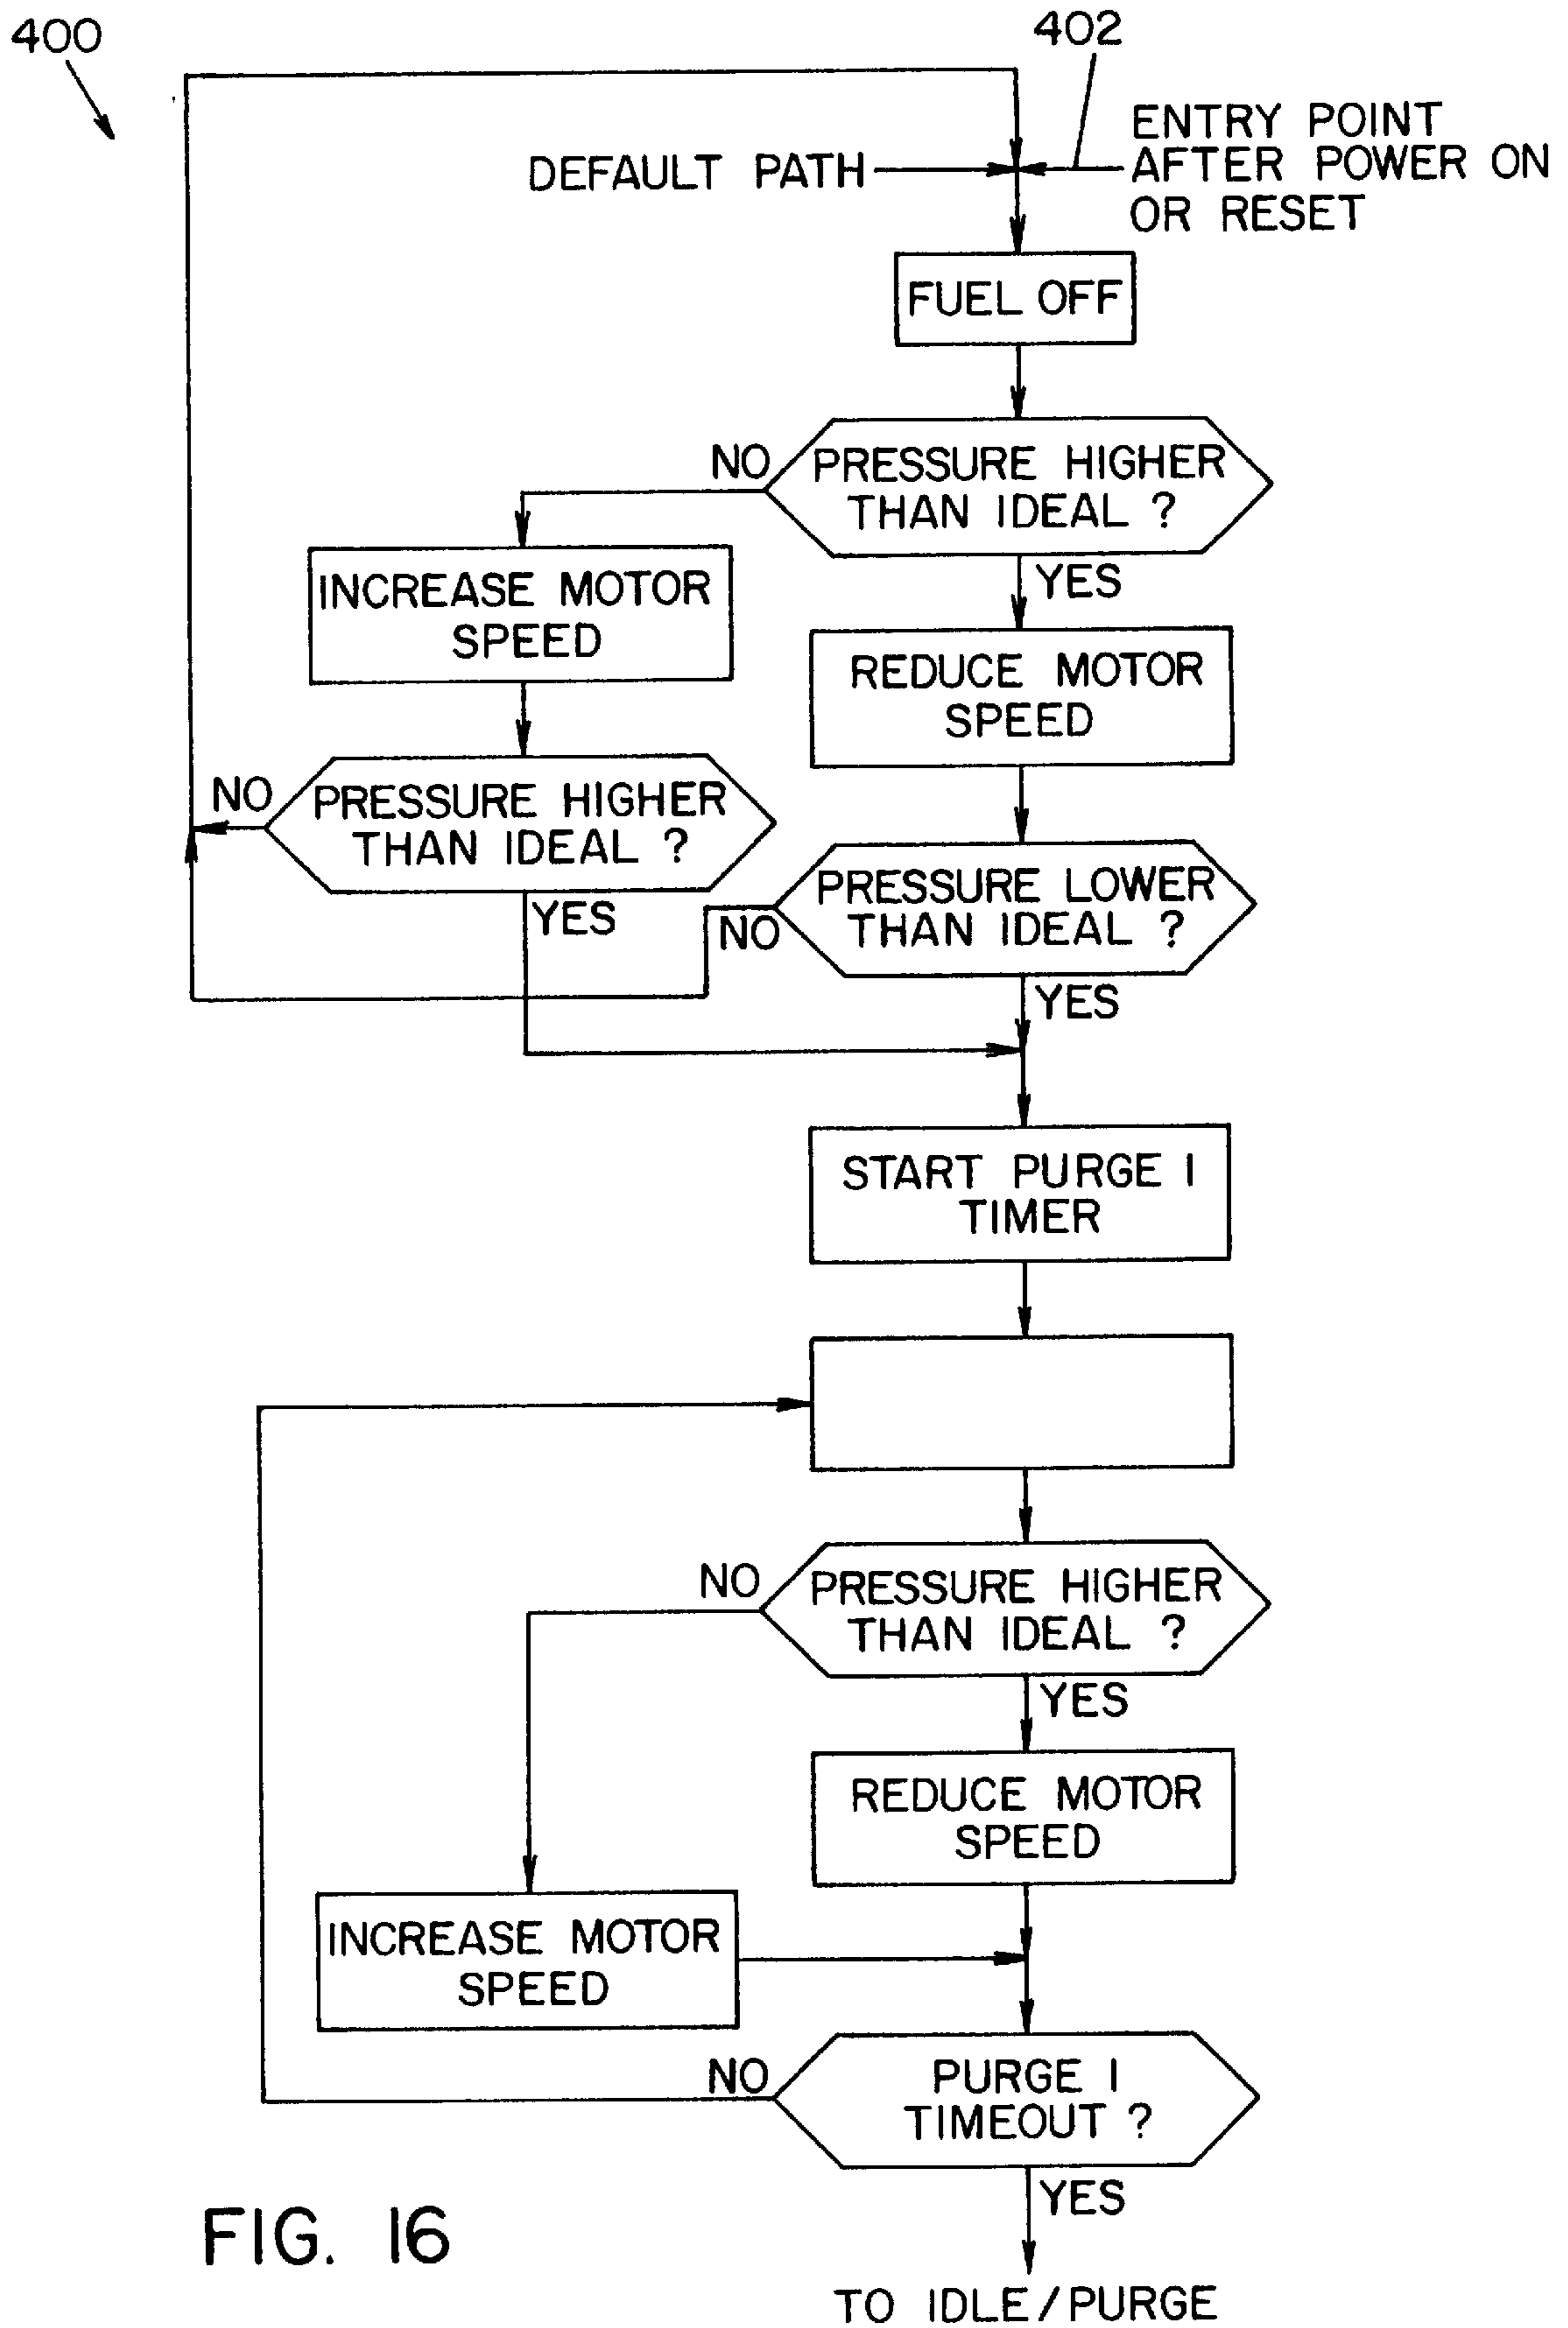 400
402
ENTRY POINT
DEFAULT PATH
AFTER POWER ON
OR RESET
FUEL OFF
NO
PRESSURE HIGHER
THAN IDEAL ?
YES
INCREASE MOTOR
SPEED
REDUCE MOTOR
SPEED
NO
PRESSURE HIGHER
THAN IDEAL ?
YES
PRESSURE LOWER
THAN IDEAL ?
NO
YES
START PURGE I
TIMER
NO
PRESSURE HIGHER
THAN IDEAL ?
YES
REDUCE MOTOR
SPEED
INCREASE MOTOR
SPEED
NO
PURGE I
TIMEOUT ?
YES
FIG. 16
TO IDLE/PURGE